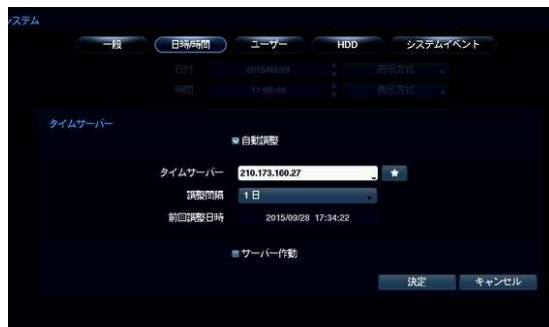 システム
一般 日時/時間 ユーザー HDD システムイベント
日付 2015/09/29 表示方式
時間 11:08:48 表示方式
タイムサーバー
自動調整
タイムサーバー 210.173.160.27
調整間隔 1 日
前回調整日時 2015/09/28 17:34:22
サーバー作動
決定 キャンセル